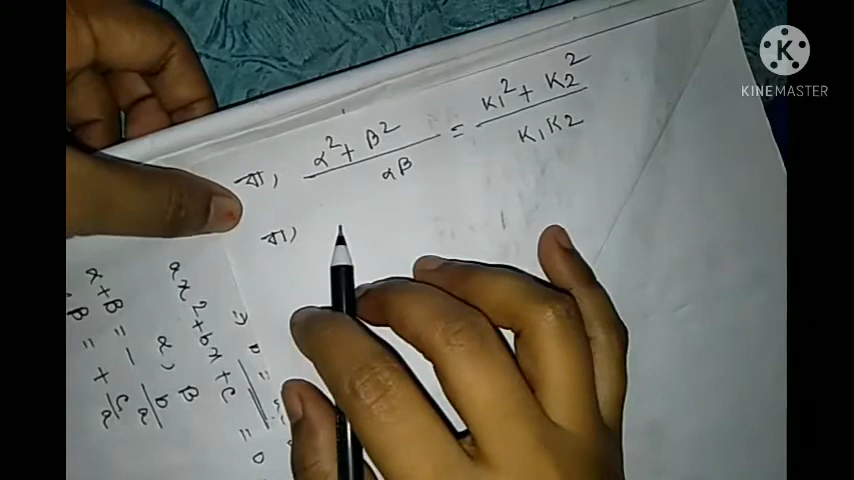 বা, α²+β² / αβ = K1²+K2² / K1K2
বা,
ax²+bx+c = 0
α, β
α+β = - b/a
αβ = + c/a
KINEMASTER